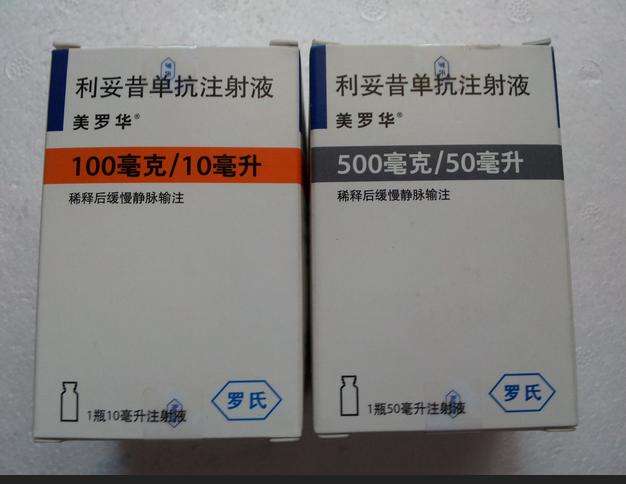 利妥昔单抗注射液
美罗华®
100毫克/10毫升
稀释后缓慢静脉输注
1瓶10毫升注射液
罗氏
利妥昔单抗注射液
美罗华®
500毫克/50毫升
稀释后缓慢静脉输注
1瓶50毫升注射液
罗氏